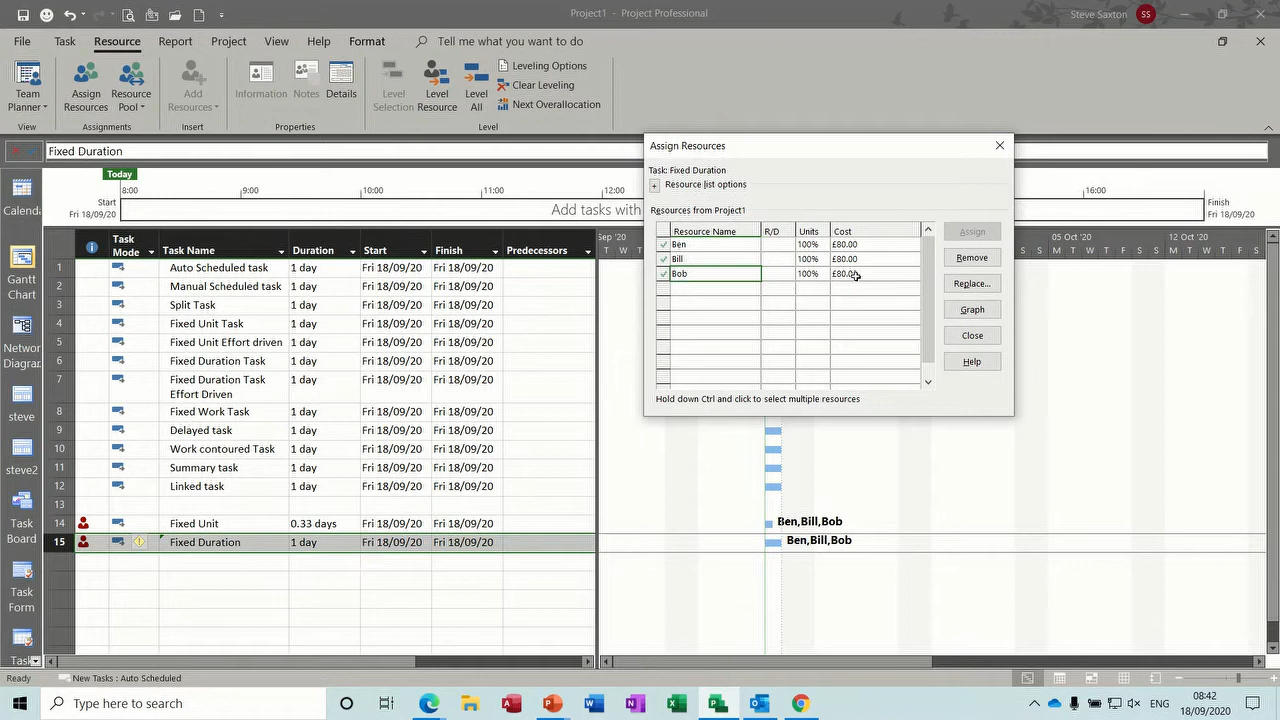 Project1 - Project Professional
Steve Saxton SS
File Task Resource Report Project View Help Format Tell me what you want to do
Team Planner
Assign Resources
Resource Pool
Add Resources
Information
Notes
Details
Level Selection
Level Resource
Level All
Leveling Options
Clear Leveling
Next Overallocation
View Assignments Insert Properties Level
Fixed Duration
Today
8:00 9:00 10:00 11:00 12:00 16:00
Start
Fri 18/09/20
Add tasks with
Finish
Fri 18/09/20
Task Mode Task Name Duration Start Finish Predecessors
Sep '20 05 Oct '20 12 Oct '20
T W T M T W T F S S M T W T F S
1 Auto Scheduled task 1 day Fri 18/09/20 Fri 18/09/20
2 Manual Scheduled task 1 day Fri 18/09/20 Fri 18/09/20
3 Split Task 1 day Fri 18/09/20 Fri 18/09/20
4 Fixed Unit Task 1 day Fri 18/09/20 Fri 18/09/20
5 Fixed Unit Effort driven 1 day Fri 18/09/20 Fri 18/09/20
6 Fixed Duration Task 1 day Fri 18/09/20 Fri 18/09/20
7 Fixed Duration Task 1 day Fri 18/09/20 Fri 18/09/20
Effort Driven
8 Fixed Work Task 1 day Fri 18/09/20 Fri 18/09/20
9 Delayed task 1 day Fri 18/09/20 Fri 18/09/20
10 Work contoured Task 1 day Fri 18/09/20 Fri 18/09/20
11 Summary task 1 day Fri 18/09/20 Fri 18/09/20
12 Linked task 1 day Fri 18/09/20 Fri 18/09/20
13
14 Fixed Unit 0.33 days Fri 18/09/20 Fri 18/09/20 Ben,Bill,Bob
15 Fixed Duration 1 day Fri 18/09/20 Fri 18/09/20 Ben,Bill,Bob
Calenda
Gantt Chart
Networ
Diagrar
steve
steve2
Task Board
Task Form
Task
Assign Resources
Task: Fixed Duration
+ Resource list options
Resources from Project1
Resource Name R/D Units Cost
Ben 100% £80.00
Bill 100% £80.00
Bob 100% £80.00
Assign
Remove
Replace...
Graph
Close
Help
Hold down Ctrl and click to select multiple resources
Ready New Tasks : Auto Scheduled
Type here to search
ENG
08:42
18/09/2020